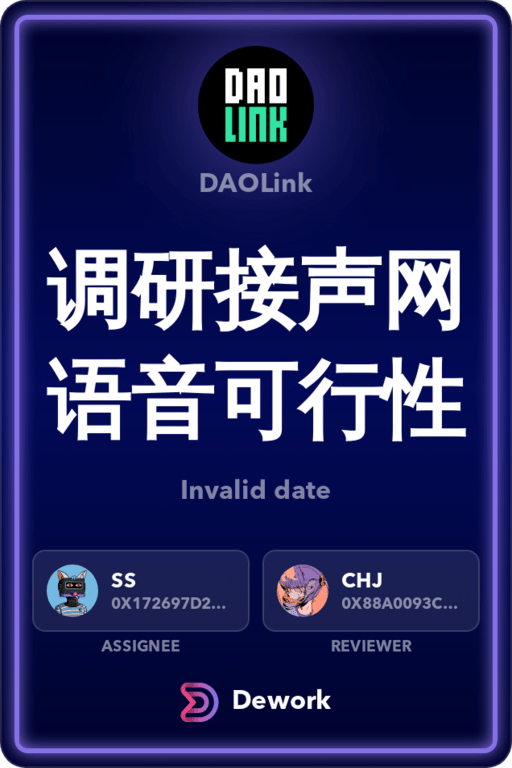 DAO
LINK
DAOLink
调研接声网
语音可行性
Invalid date
SS
0X172697D2...
CHJ
0X88A0093C...
ASSIGNEE
REVIEWER
Dework